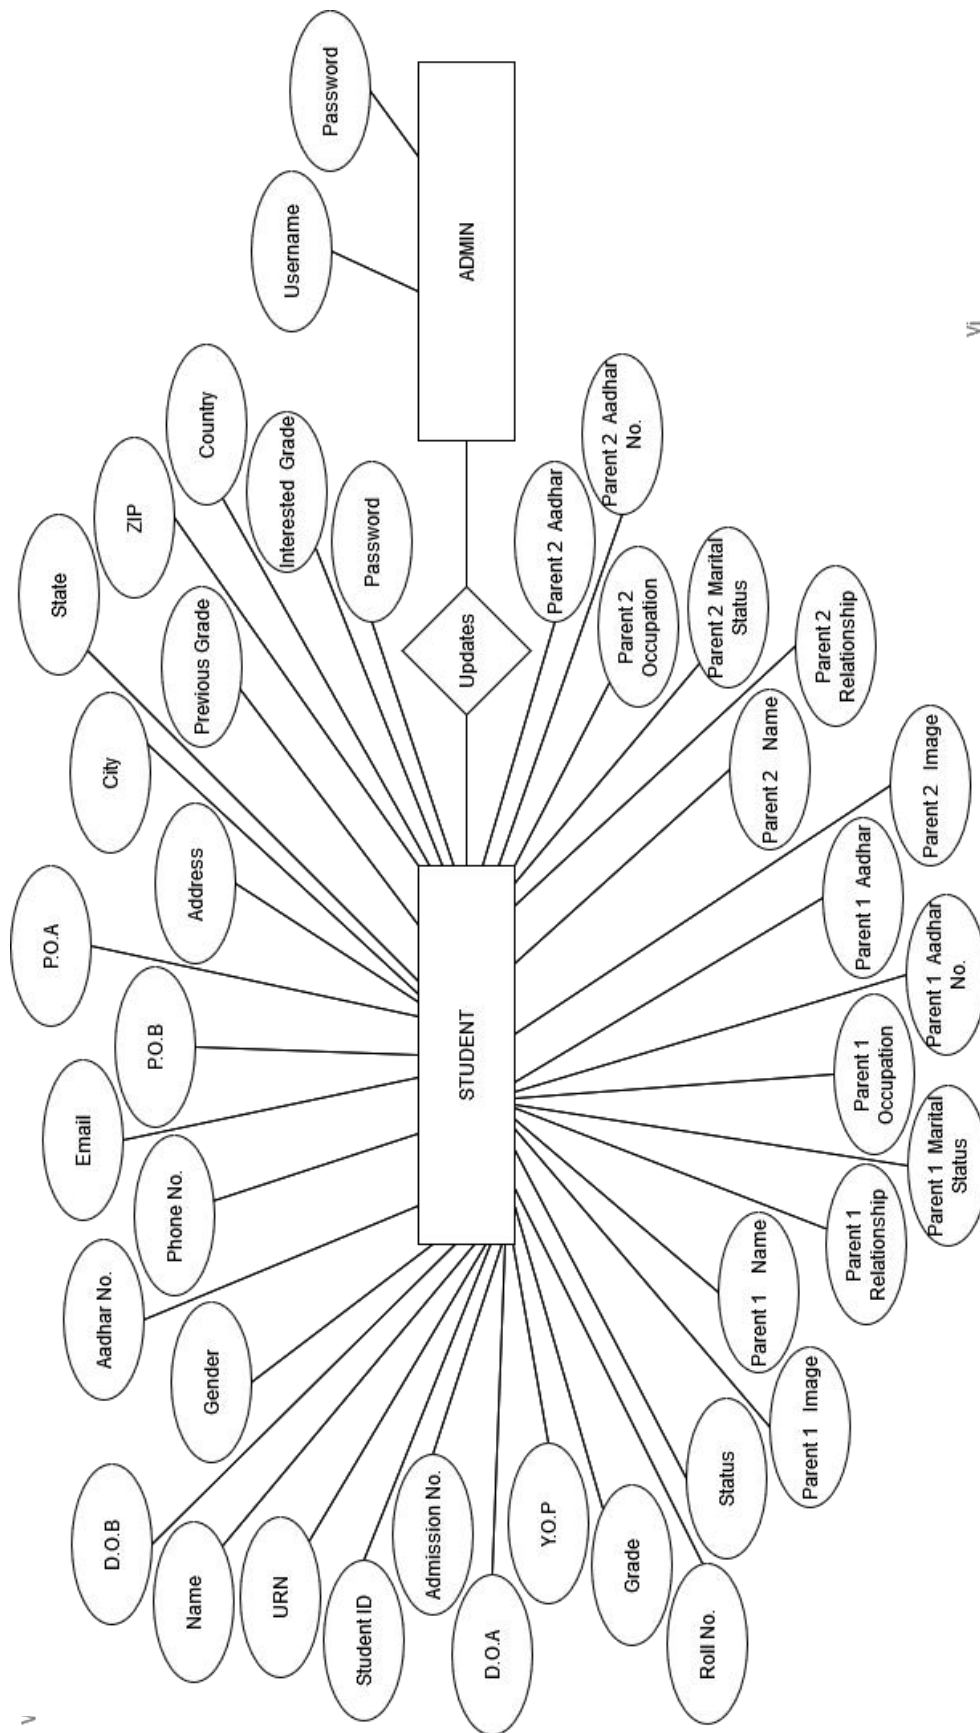 P.O.A
State
Email
City
ZIP
Aadhar No.
P.O.B
Address
Previous Grade
Country
Username
Password
D.O.B
Gender
Phone No.
Interested Grade
Name
URN
Student ID
Password
Admission No.
D.O.A
STUDENT
Updates
ADMIN
Y.O.P
Grade
Roll No.
Status
Parent 1 Image
Parent 1 Name
Parent 1
Relationship
Parent 1 Marital
Status
Parent 1
Occupation
Parent 1 Aadhar
No.
Parent 1 Aadhar
Parent 2 Image
Parent 2 Name
Parent 2
Relationship
Parent 2 Marital
Status
Parent 2
Occupation
Parent 2 Aadhar
Parent 2 Aadhar
No.
v
vi